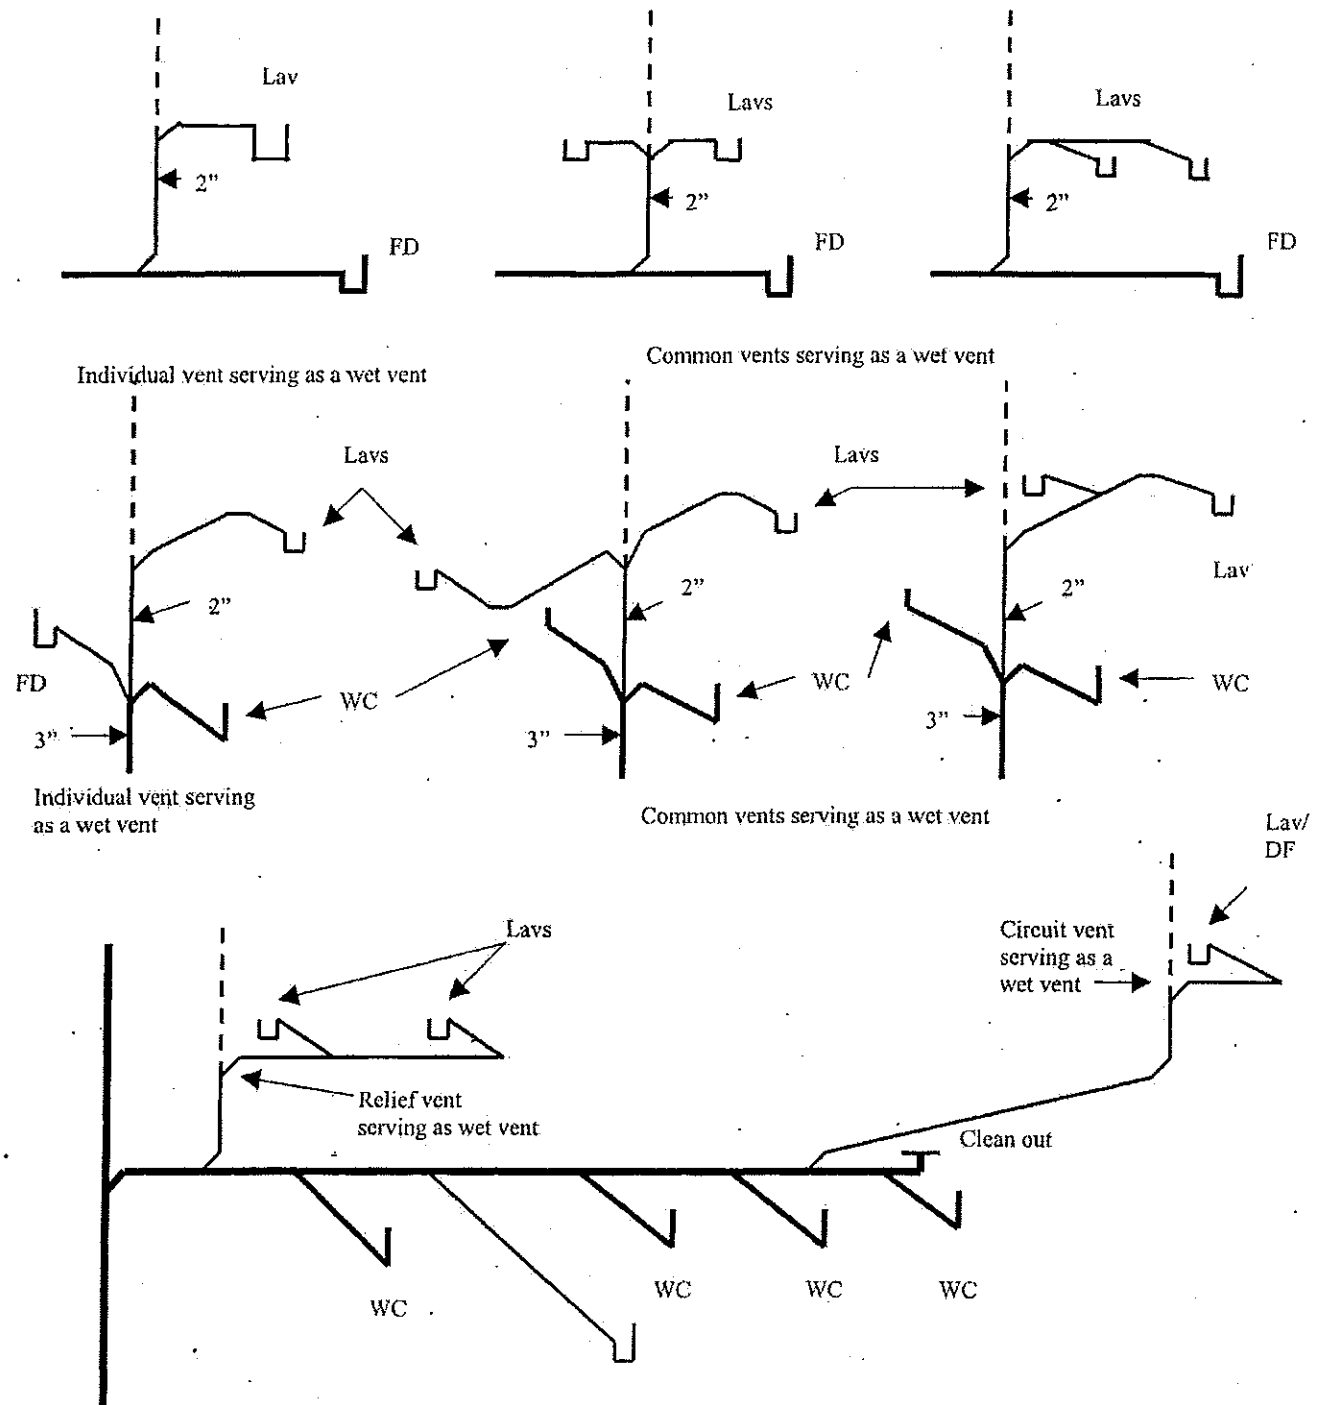 Lav
Lavs
Lavs
2”
2”
2”
FD
FD
FD
Individual vent serving as a wet vent
Common vents serving as a wet vent
Lavs
Lavs
Lav
2”
2”
2”
FD
WC
WC
WC
3”
3”
3”
Individual vent serving
as a wet vent
Common vents serving as a wet vent
Lav/
DF
Lavs
Circuit vent
serving as a
wet vent
Relief vent
serving as wet vent
Clean out
WC
WC
WC
WC